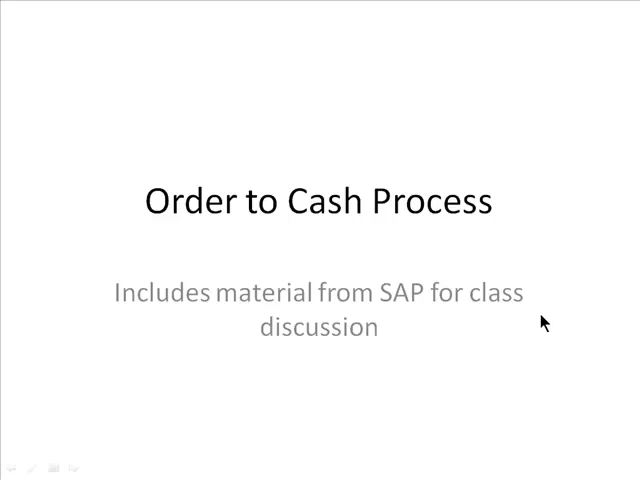 Order to Cash Process
Includes material from SAP for class
discussion